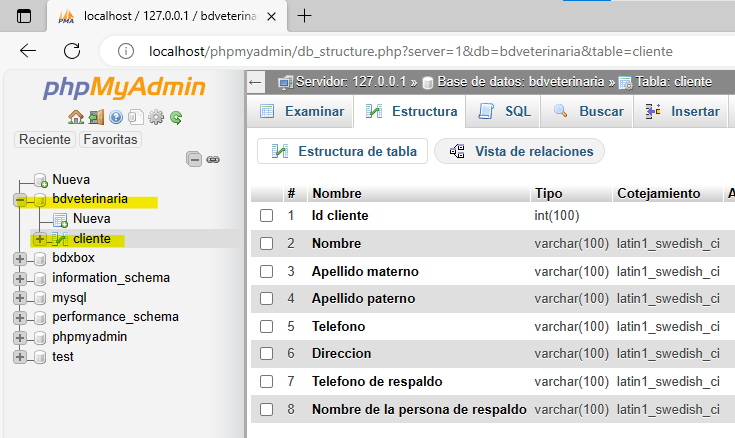 localhost / 127.0.0.1 / bdveterinaria
localhost/phpmyadmin/db_structure.php?server=1&db=bdveterinaria&table=cliente
phpMyAdmin
Reciente Favoritas
Nueva
bdveterinaria
Nueva
cliente
bdxbox
information_schema
mysql
performance_schema
phpmyadmin
test
Servidor: 127.0.0.1 » Base de datos: bdveterinaria » Tabla: cliente
Examinar Estructura SQL Buscar Insertar
Estructura de tabla Vista de relaciones
# Nombre Tipo Cotejamiento A
1 Id cliente int(100)
2 Nombre varchar(100) latin1_swedish_ci
3 Apellido materno varchar(100) latin1_swedish_ci
4 Apellido paterno varchar(100) latin1_swedish_ci
5 Telefono varchar(100) latin1_swedish_ci
6 Direccion varchar(100) latin1_swedish_ci
7 Telefono de respaldo varchar(100) latin1_swedish_ci
8 Nombre de la persona de respaldo varchar(100) latin1_swedish_ci